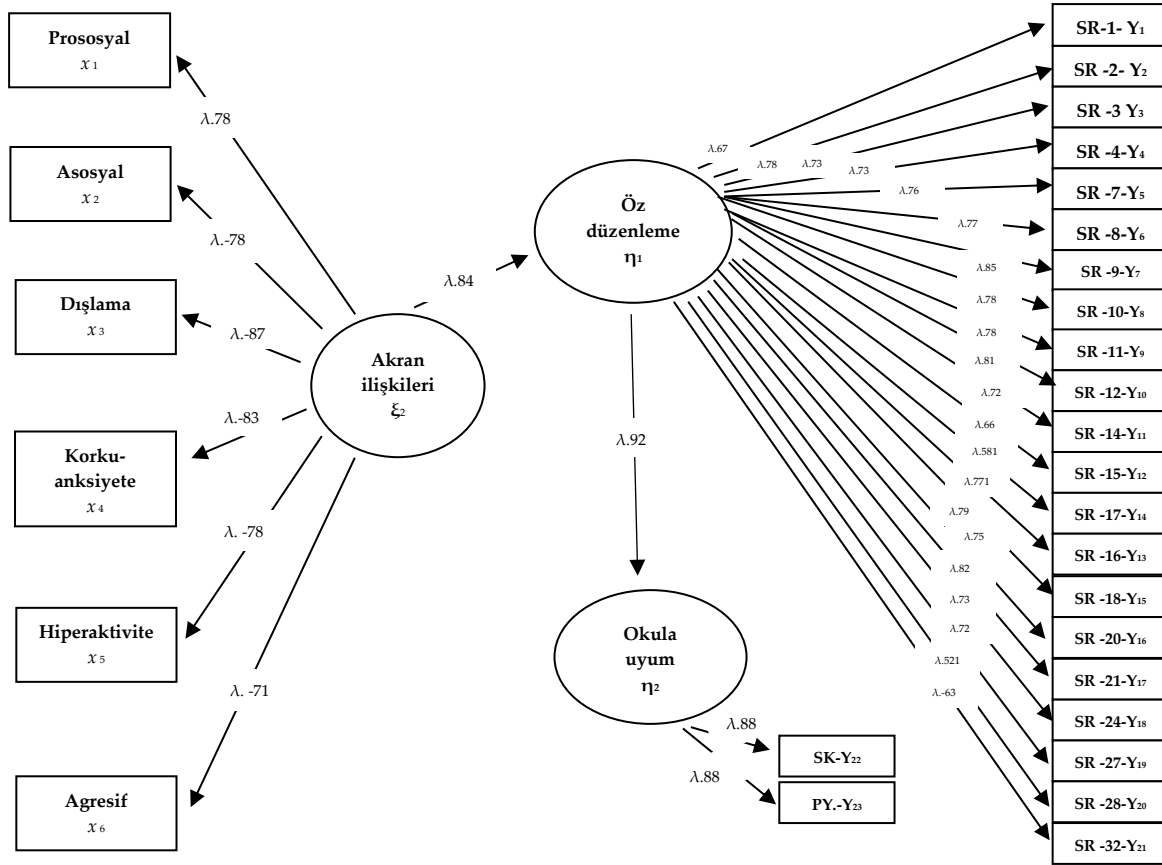 Prososyal
x 1
Asosyal
x 2
Dışlama
x 3
Korku-
anksiyete
x 4
Hiperaktivite
x 5
Agresif
x 6
λ.78
λ.-78
λ.-87
λ.-83
λ. -78
λ. -71
Akran
ilişkileri
ξ2
λ.84
Öz
düzenleme
η1
λ.92
Okula
uyum
η2
λ.88
λ.88
SK-Y22
PY.-Y23
λ.67
λ.78
λ.73
λ.73
λ.76
λ.77
λ.85
λ.78
λ.78
λ.81
λ.72
λ.66
λ.581
λ.771
λ.79
λ.75
λ.82
λ.73
λ.72
λ.521
λ.-63
SR-1- Y1
SR -2- Y2
SR -3 Y3
SR -4-Y4
SR -7-Y5
SR -8-Y6
SR -9-Y7
SR -10-Y8
SR -11-Y9
SR -12-Y10
SR -14-Y11
SR -15-Y12
SR -17-Y14
SR -16-Y13
SR -18-Y15
SR -20-Y16
SR -21-Y17
SR -24-Y18
SR -27-Y19
SR -28-Y20
SR -32-Y21